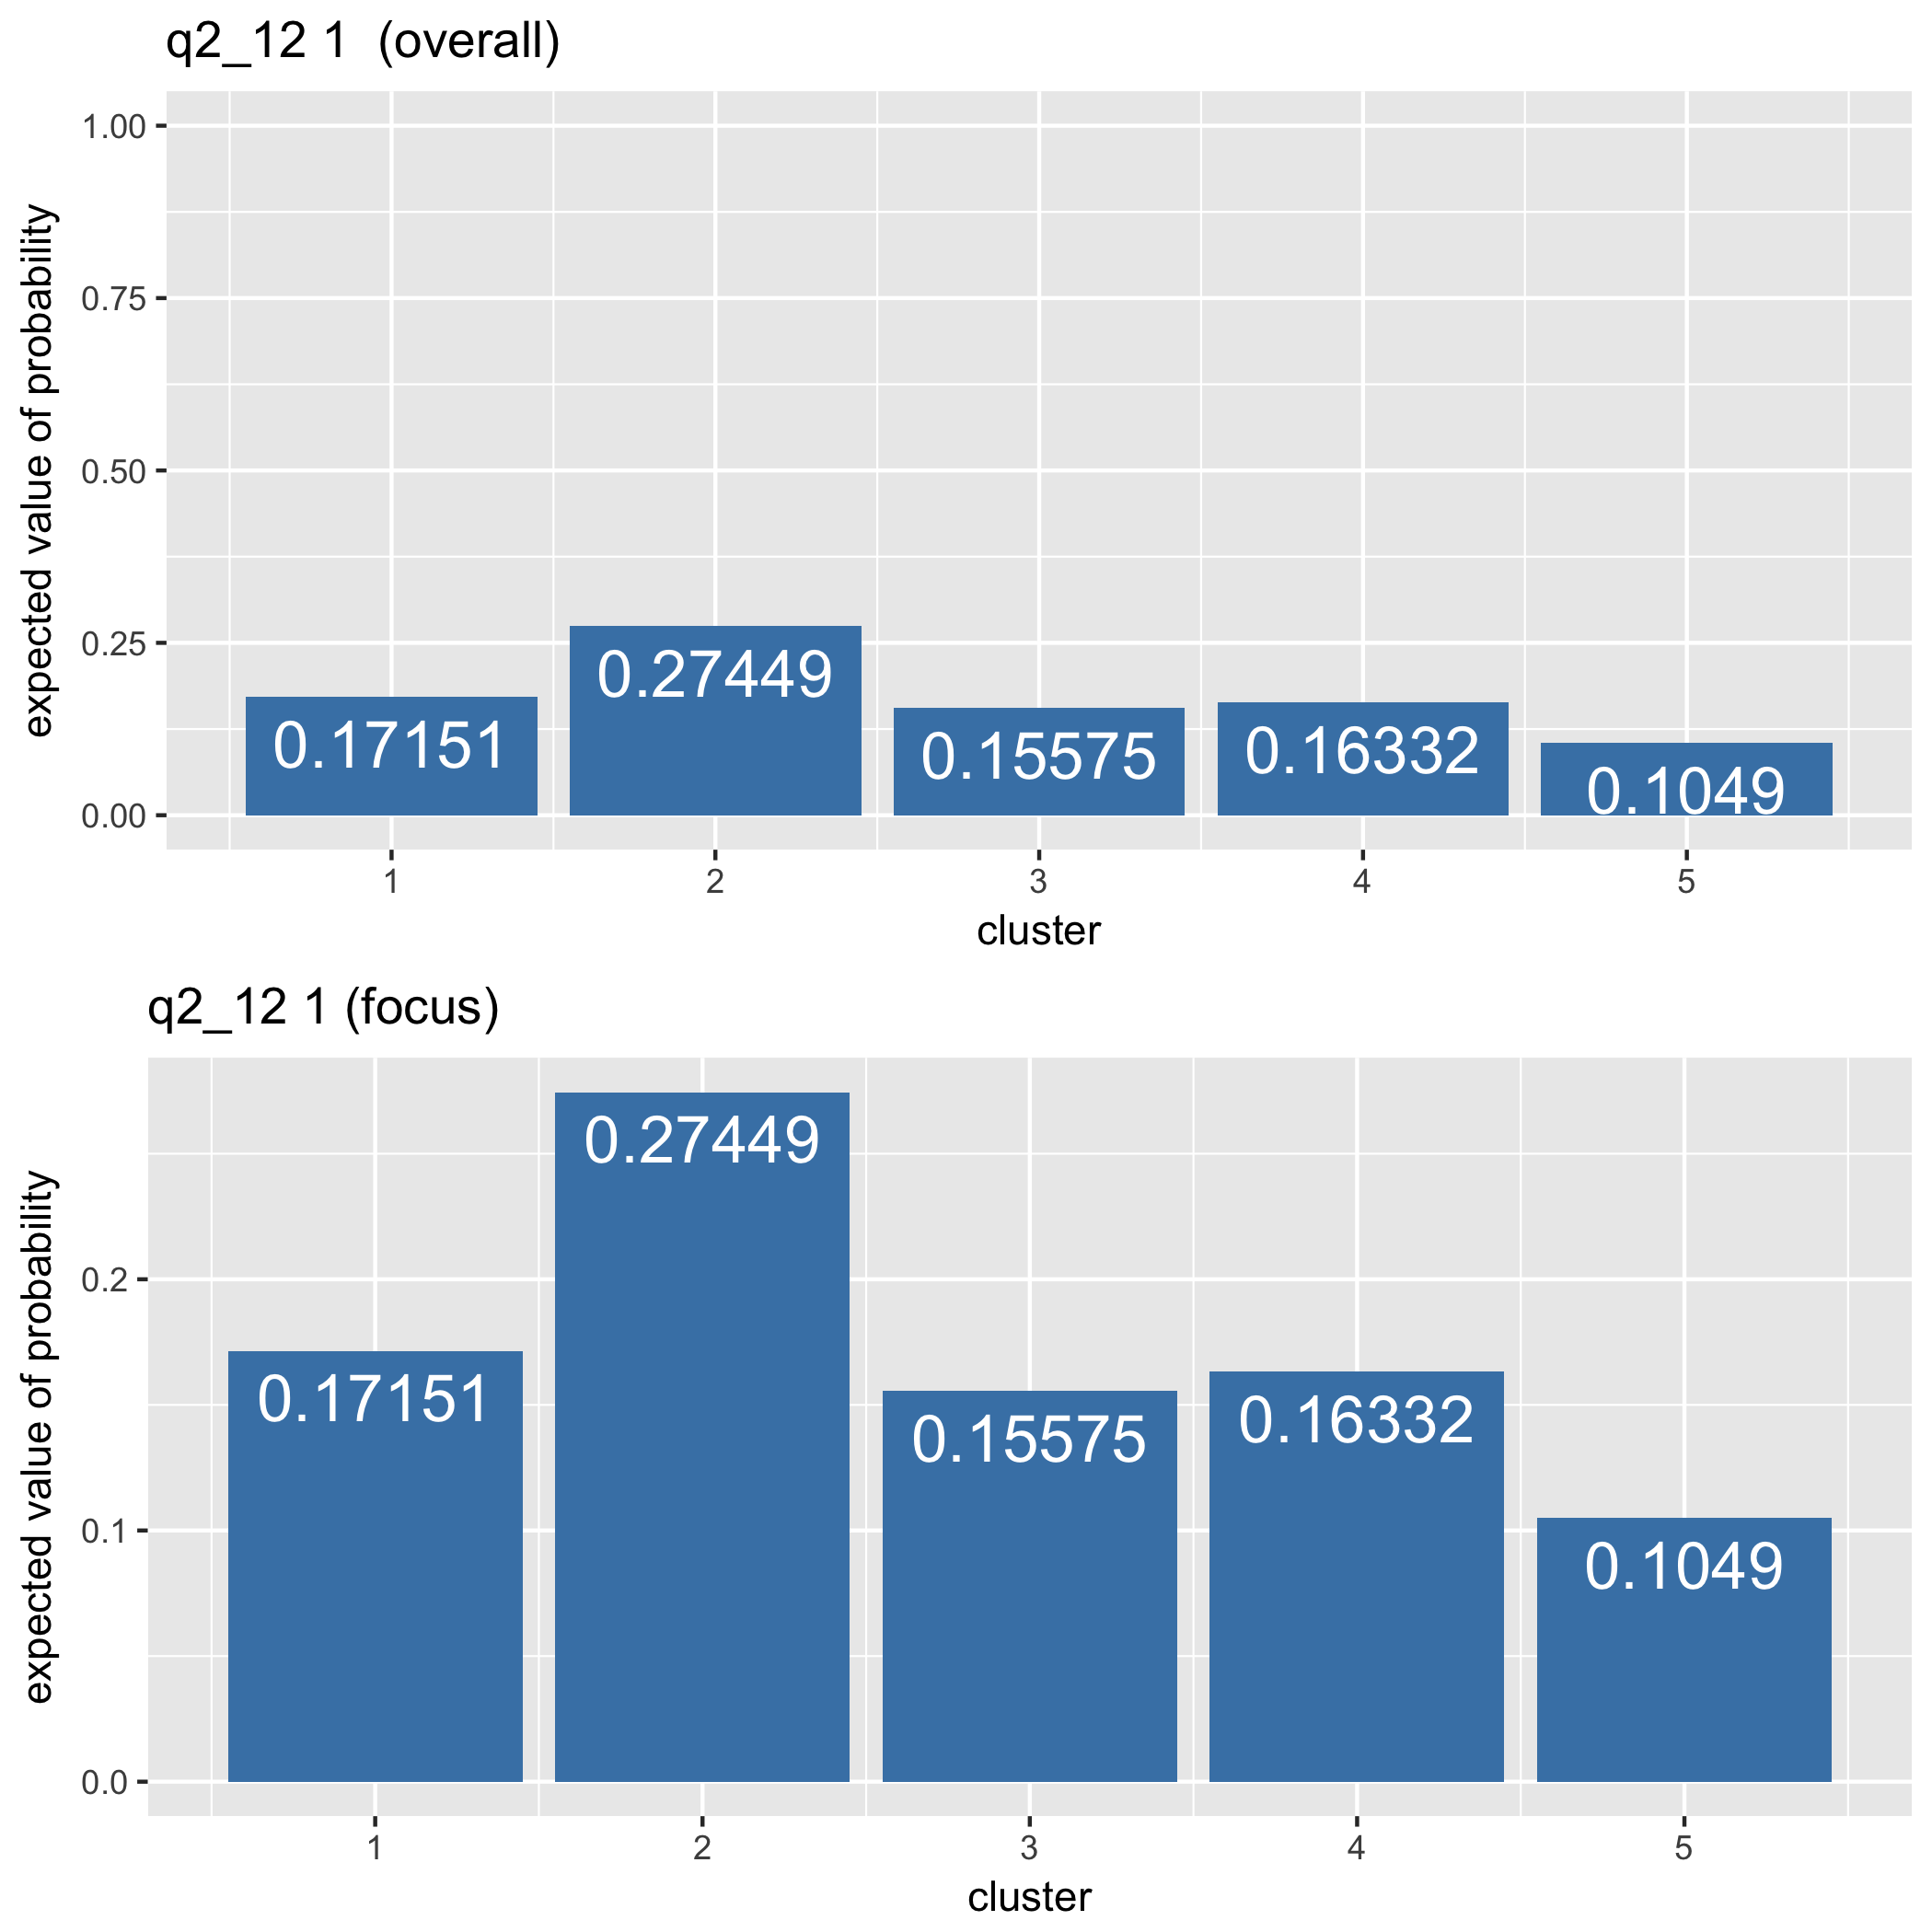 q2_12 1  (overall)
expected value of probability
1.00
0.75
0.50
0.25
0.00
0.17151
0.27449
0.15575
0.16332
0.1049
1 2 3 4 5
cluster
q2_12 1 (focus)
expected value of probability
0.2
0.1
0.0
0.17151
0.27449
0.15575
0.16332
0.1049
1 2 3 4 5
cluster